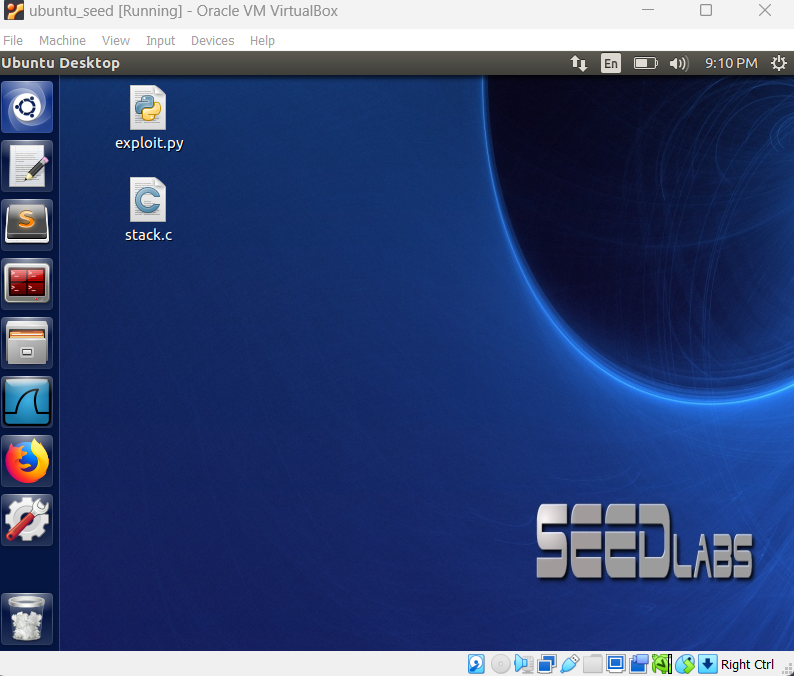 ubuntu_seed [Running] - Oracle VM VirtualBox
File Machine View Input Devices Help
Ubuntu Desktop En 9:10 PM
exploit.py
stack.c
SEEDLABS
Right Ctrl